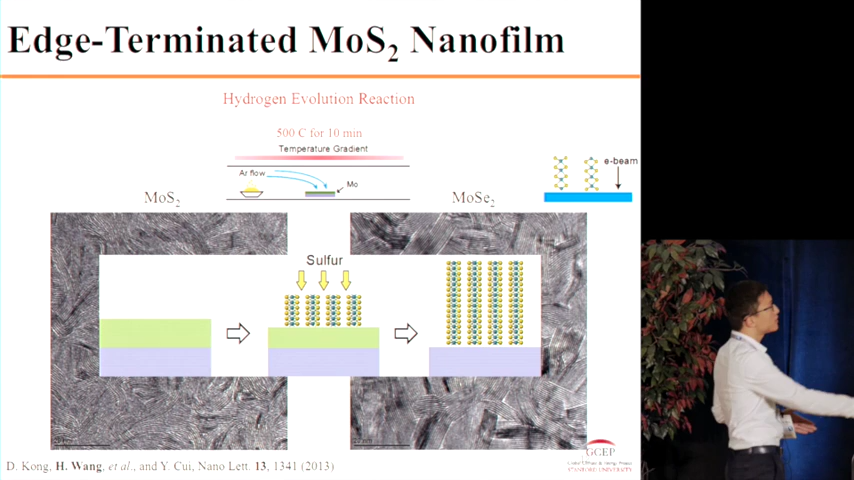 Edge-Terminated MoS₂ Nanofilm
Hydrogen Evolution Reaction
500 C for 10 min
Temperature Gradient
Ar flow
Mo
e-beam
MoS₂
MoSe₂
Sulfur
D. Kong, H. Wang, et al., and Y. Cui, Nano Lett. 13, 1341 (2013)
GCEP
STANFORD UNIVERSITY